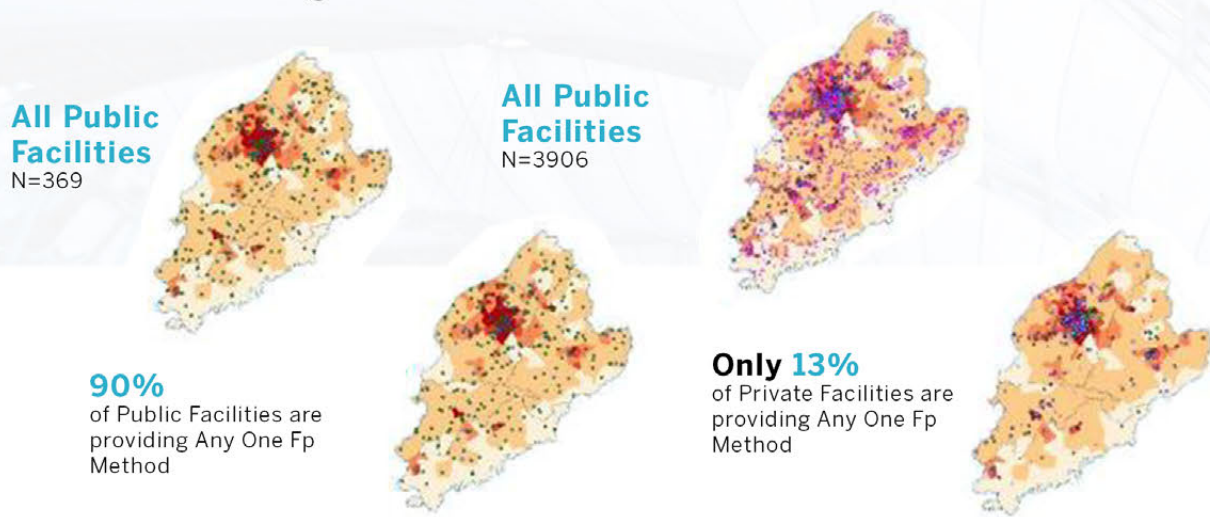 All Public
Facilities
N=369
All Public
Facilities
N=3906
90%
of Public Facilities are
providing Any One Fp
Method
Only 13%
of Private Facilities are
providing Any One Fp
Method